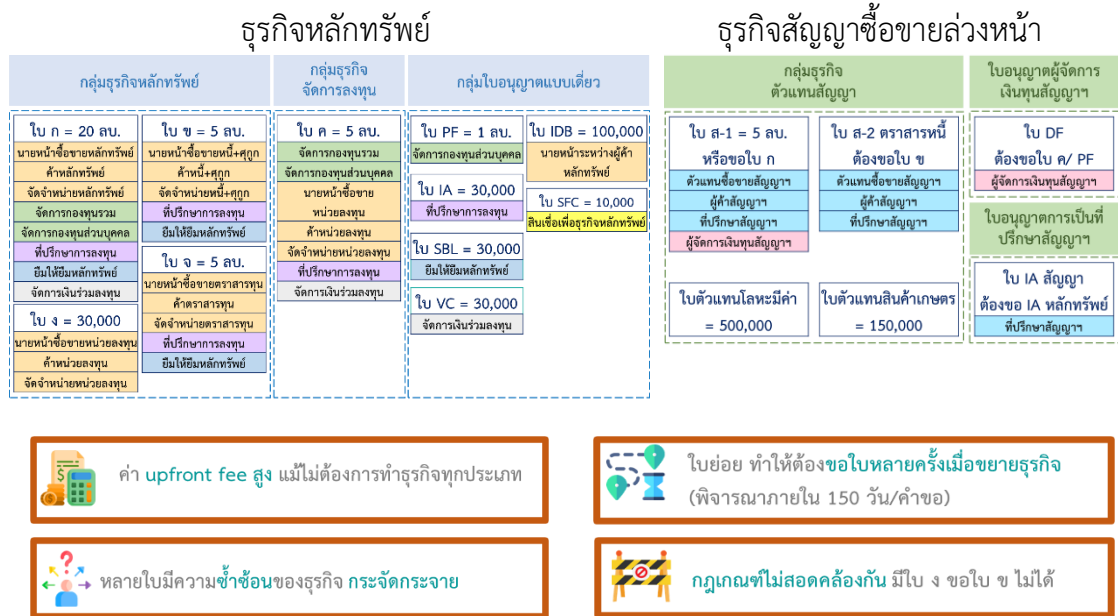 ธุรกิจหลักทรัพย์
กลุ่มธุรกิจหลักทรัพย์
ใบ ก = 20 ลบ.
นายหน้าซื้อขายหลักทรัพย์
ค้าหลักทรัพย์
จัดจำหน่ายหลักทรัพย์
จัดการกองทุนรวม
จัดการกองทุนส่วนบุคคล
ที่ปรึกษาการลงทุน
ยืมให้ยืมหลักทรัพย์
จัดการเงินร่วมลงทุน
ใบ ง = 30,000
นายหน้าซื้อขายหน่วยลงทุน
ค้าหน่วยลงทุน
จัดจำหน่ายหน่วยลงทุน
ใบ ข = 5 ลบ.
นายหน้าซื้อขายหนี้+ศุกูก
ค้าหนี้+ศุกูก
จัดจำหน่ายหนี้+ศุกูก
ที่ปรึกษาการลงทุน
ยืมให้ยืมหลักทรัพย์
ใบ จ = 5 ลบ.
นายหน้าซื้อขายตราสารทุน
ค้าตราสารทุน
จัดจำหน่ายตราสารทุน
ที่ปรึกษาการลงทุน
ยืมให้ยืมหลักทรัพย์
กลุ่มธุรกิจ
จัดการลงทุน
ใบ ค = 5 ลบ.
จัดการกองทุนรวม
จัดการกองทุนส่วนบุคคล
นายหน้าซื้อขาย
หน่วยลงทุน
ค้าหน่วยลงทุน
จัดจำหน่ายหน่วยลงทุน
ที่ปรึกษาการลงทุน
จัดการเงินร่วมลงทุน
กลุ่มใบอนุญาตแบบเดี่ยว
ใบ PF = 1 ลบ.
จัดการกองทุนส่วนบุคคล
ใบ IA = 30,000
ที่ปรึกษาการลงทุน
ใบ SBL = 30,000
ยืมให้ยืมหลักทรัพย์
ใบ VC = 30,000
จัดการเงินร่วมลงทุน
ใบ IDB = 100,000
นายหน้าระหว่างผู้ค้า
หลักทรัพย์
ใบ SFC = 10,000
สินเชื่อเพื่อธุรกิจหลักทรัพย์
ธุรกิจสัญญาซื้อขายล่วงหน้า
กลุ่มธุรกิจ
ตัวแทนสัญญา
ใบ ส-1 = 5 ลบ.
หรือขอใบ ก
ตัวแทนซื้อขายสัญญาฯ
ผู้ค้าสัญญาฯ
ที่ปรึกษาสัญญาฯ
ผู้จัดการเงินทุนสัญญาฯ
ใบ ส-2 ตราสารหนี้
ต้องขอใบ ข
ตัวแทนซื้อขายสัญญาฯ
ผู้ค้าสัญญาฯ
ที่ปรึกษาสัญญาฯ
ใบตัวแทนโลหะมีค่า
= 500,000
ใบตัวแทนสินค้าเกษตร
= 150,000
ใบอนุญาตผู้จัดการ
เงินทุนสัญญาฯ
ใบ DF
ต้องขอใบ ค/ PF
ผู้จัดการเงินทุนสัญญาฯ
ใบอนุญาตการเป็นที่
ปรึกษาสัญญาฯ
ใบ IA สัญญา
ต้องขอ IA หลักทรัพย์
ที่ปรึกษาสัญญาฯ
ค่า upfront fee สูง แม้ไม่ต้องการทำธุรกิจทุกประเภท
ใบย่อย ทำให้ต้องขอใบหลายครั้งเมื่อขยายธุรกิจ
(พิจารณาภายใน 150 วัน/คำขอ)
หลายใบมีความซ้ำซ้อนของธุรกิจ กระจัดกระจาย
กฎเกณฑ์ไม่สอดคล้องกัน มีใบ ง ขอใบ ข ไม่ได้